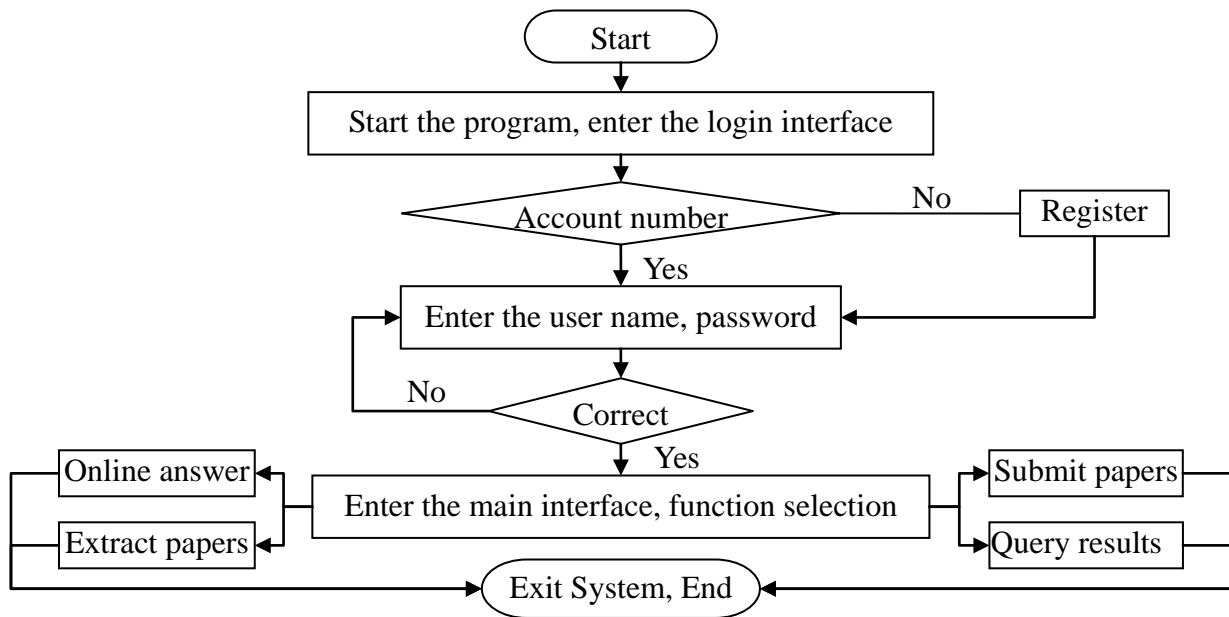 Start
Start the program, enter the login interface
Account number
No
Register
Yes
Enter the user name, password
No
Correct
Yes
Online answer
Submit papers
Enter the main interface, function selection
Extract papers
Query results
Exit System, End